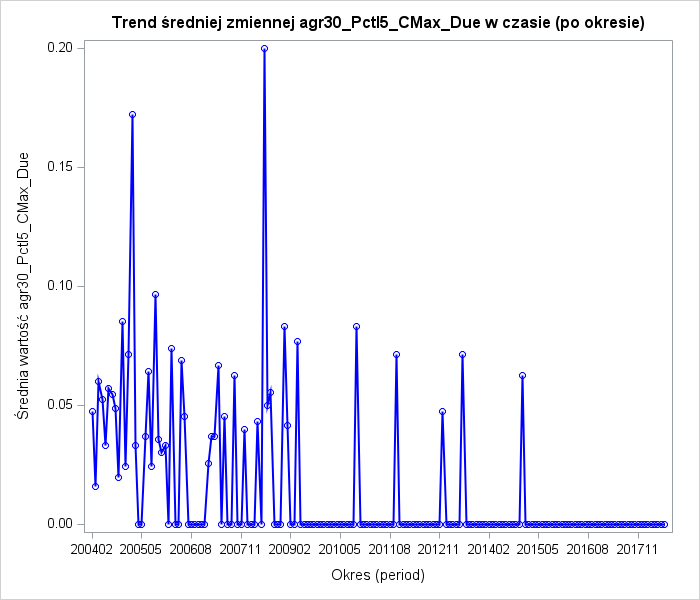 Trend średniej zmiennej agr30_Pctl5_CMax_Due w czasie (po okresie)
Średnia wartość agr30_Pctl5_CMax_Due
0.20
0.15
0.10
0.05
0.00
200402 200505 200608 200711 200902 201005 201108 201211 201402 201505 201608 201711
Okres (period)